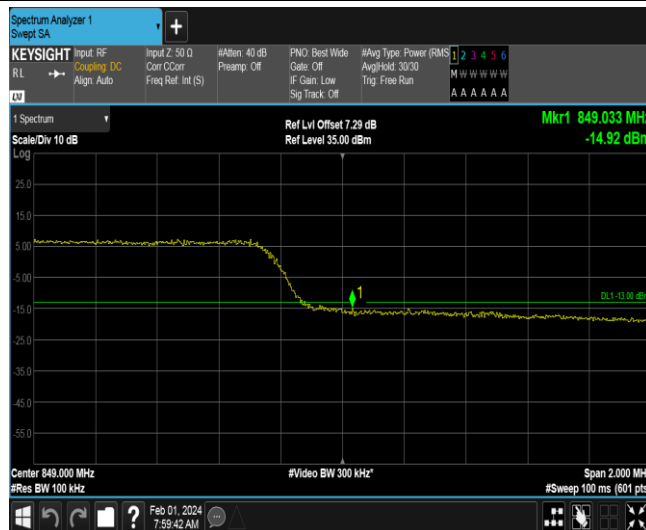 Spectrum Analyzer 1
Swept SA
+
KEYSIGHT
RL
LXI
Input: RF
Coupling: DC
Align: Auto
Input Z: 50 Ω
Corr CCorr
Freq Ref: Int (S)
#Atten: 40 dB
Preamp: Off
PNO: Best Wide
Gate: Off
IF Gain: Low
Sig Track: Off
#Avg Type: Power (RMS
Avg|Hold: 30/30
Trig: Free Run
1 2 3 4 5 6
M W W W W W
A A A A A A
1 Spectrum
Scale/Div 10 dB
Log
Ref Lvl Offset 7.29 dB
Ref Level 35.00 dBm
Mkr1 849.033 MHz
-14.92 dBm
25.0
15.0
5.00
-5.00
-15.0
-25.0
-35.0
-45.0
-55.0
1
DL1 -13.00 dBm
Center 849.000 MHz
#Res BW 100 kHz
#Video BW 300 kHz*
Span 2.000 MHz
#Sweep 100 ms (601 pts)
?
Feb 01, 2024
7:59:42 AM